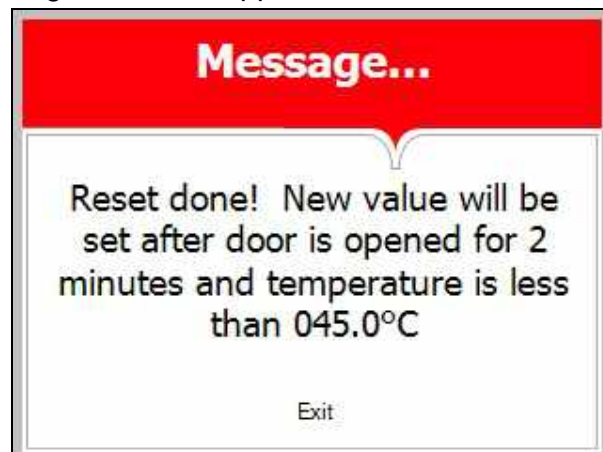 Message...
Reset done! New value will be
set after door is opened for 2
minutes and temperature is less
than 045.0°C
Exit